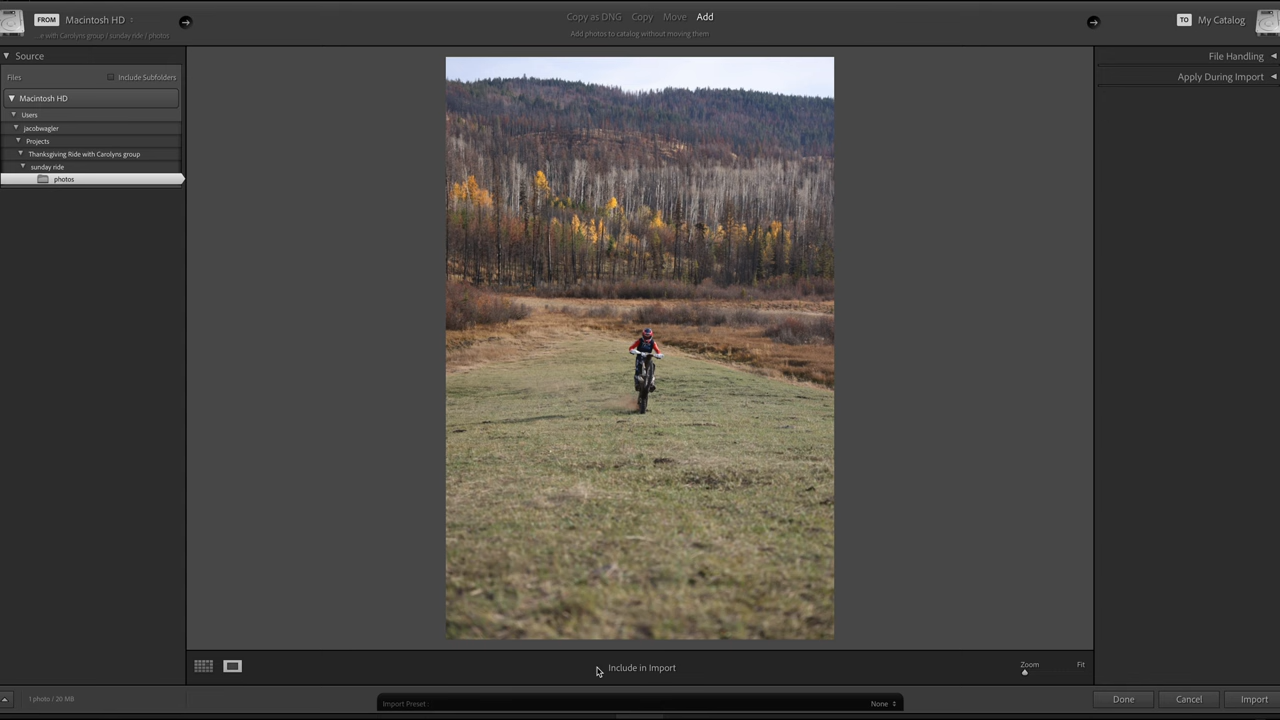 FROM Macintosh HD
...e with Carolyns group / sunday ride / photos
Copy as DNG Copy Move Add
Add photos to catalog without moving them
TO My Catalog
Source
Files Include Subfolders
Macintosh HD
Users
jacobwagler
Projects
Thanksgiving Ride with Carolyns group
sunday ride
photos
File Handling
Apply During Import
Include in Import
Zoom Fit
1 photo / 20 MB
Import Preset : None
Done Cancel Import